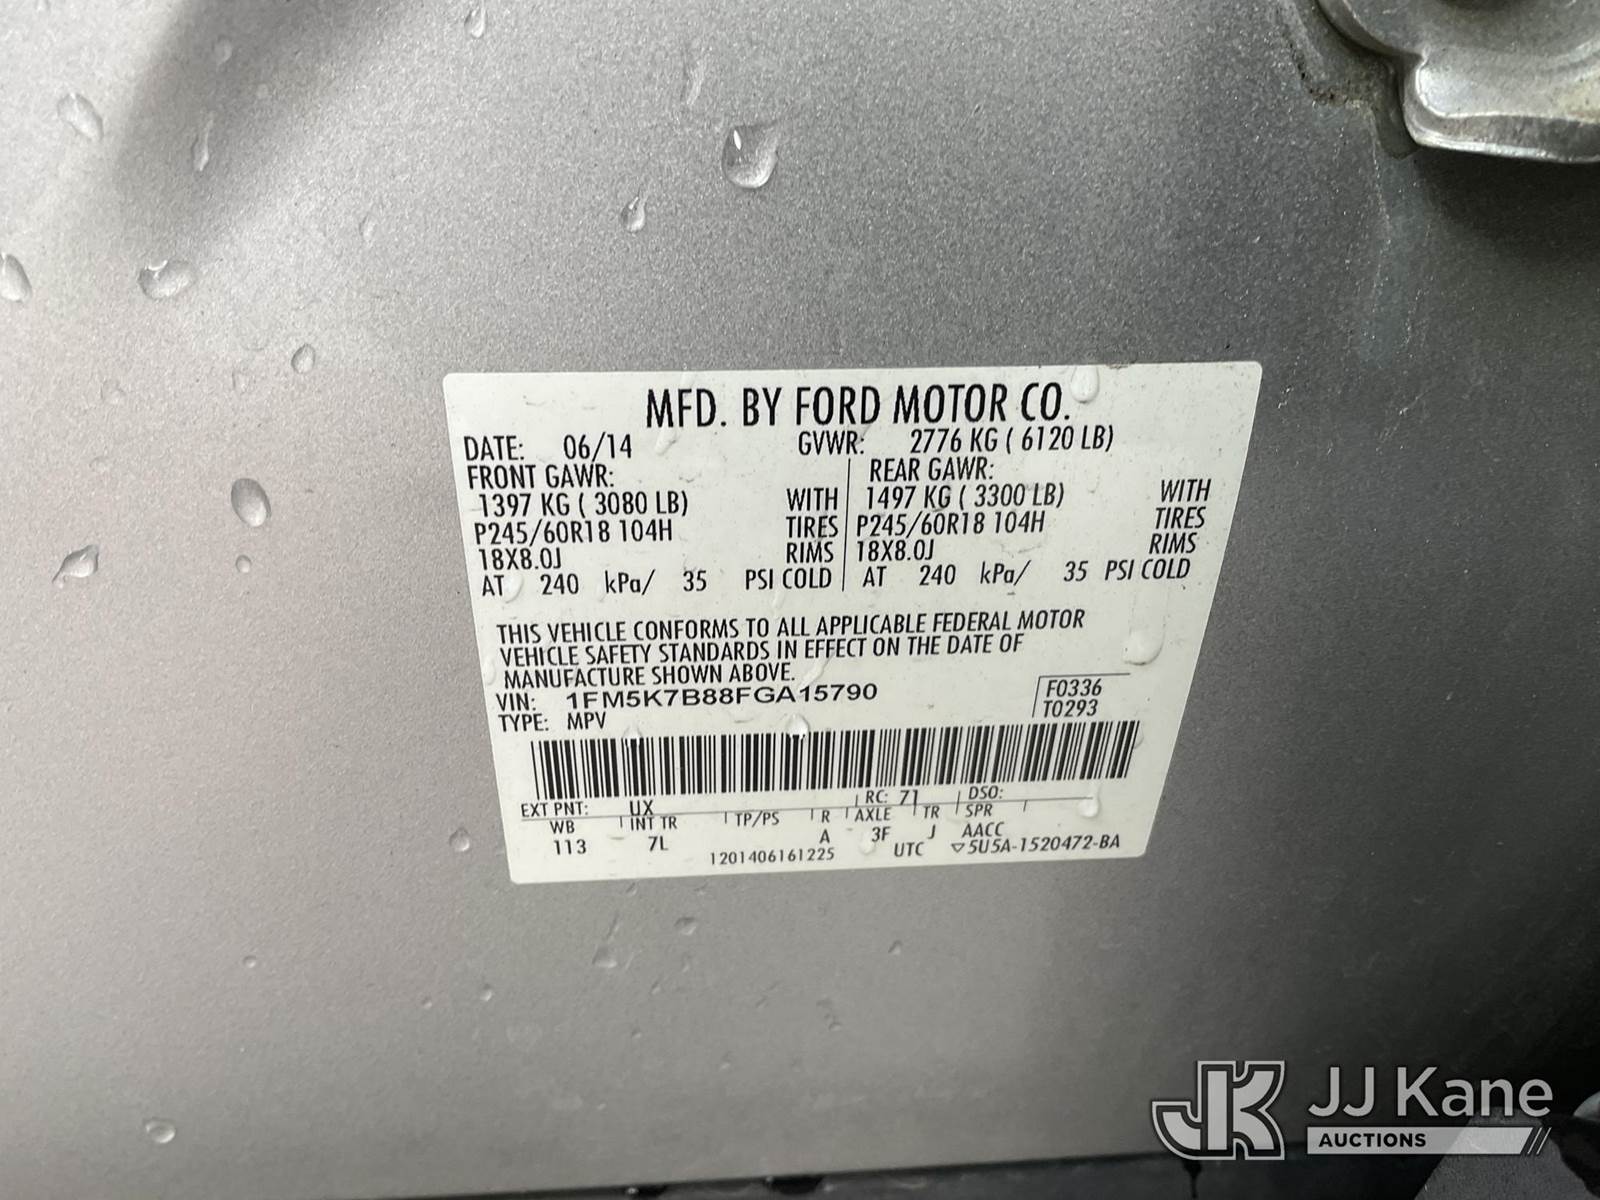 MFD. BY FORD MOTOR CO.
DATE: 06/14 GVWR: 2776 KG ( 6120 LB)
FRONT GAWR: REAR GAWR:
1397 KG ( 3080 LB) WITH 1497 KG ( 3300 LB) WITH
P245/60R18 104H TIRES P245/60R18 104H TIRES
18X8.0J RIMS 18X8.0J RIMS
AT 240 kPa/ 35 PSI COLD AT 240 kPa/ 35 PSI COLD
THIS VEHICLE CONFORMS TO ALL APPLICABLE FEDERAL MOTOR
VEHICLE SAFETY STANDARDS IN EFFECT ON THE DATE OF
MANUFACTURE SHOWN ABOVE.
VIN: 1FM5K7B88FGA15790 F0336
TYPE: MPV T0293
EXT PNT: UX RC: 71 DSO:
WB INT TR TP/PS R AXLE TR SPR
113 7L A 3F J AACC
1201406161225 UTC ▽5U5A-1520472-BA
JK JJ Kane
AUCTIONS